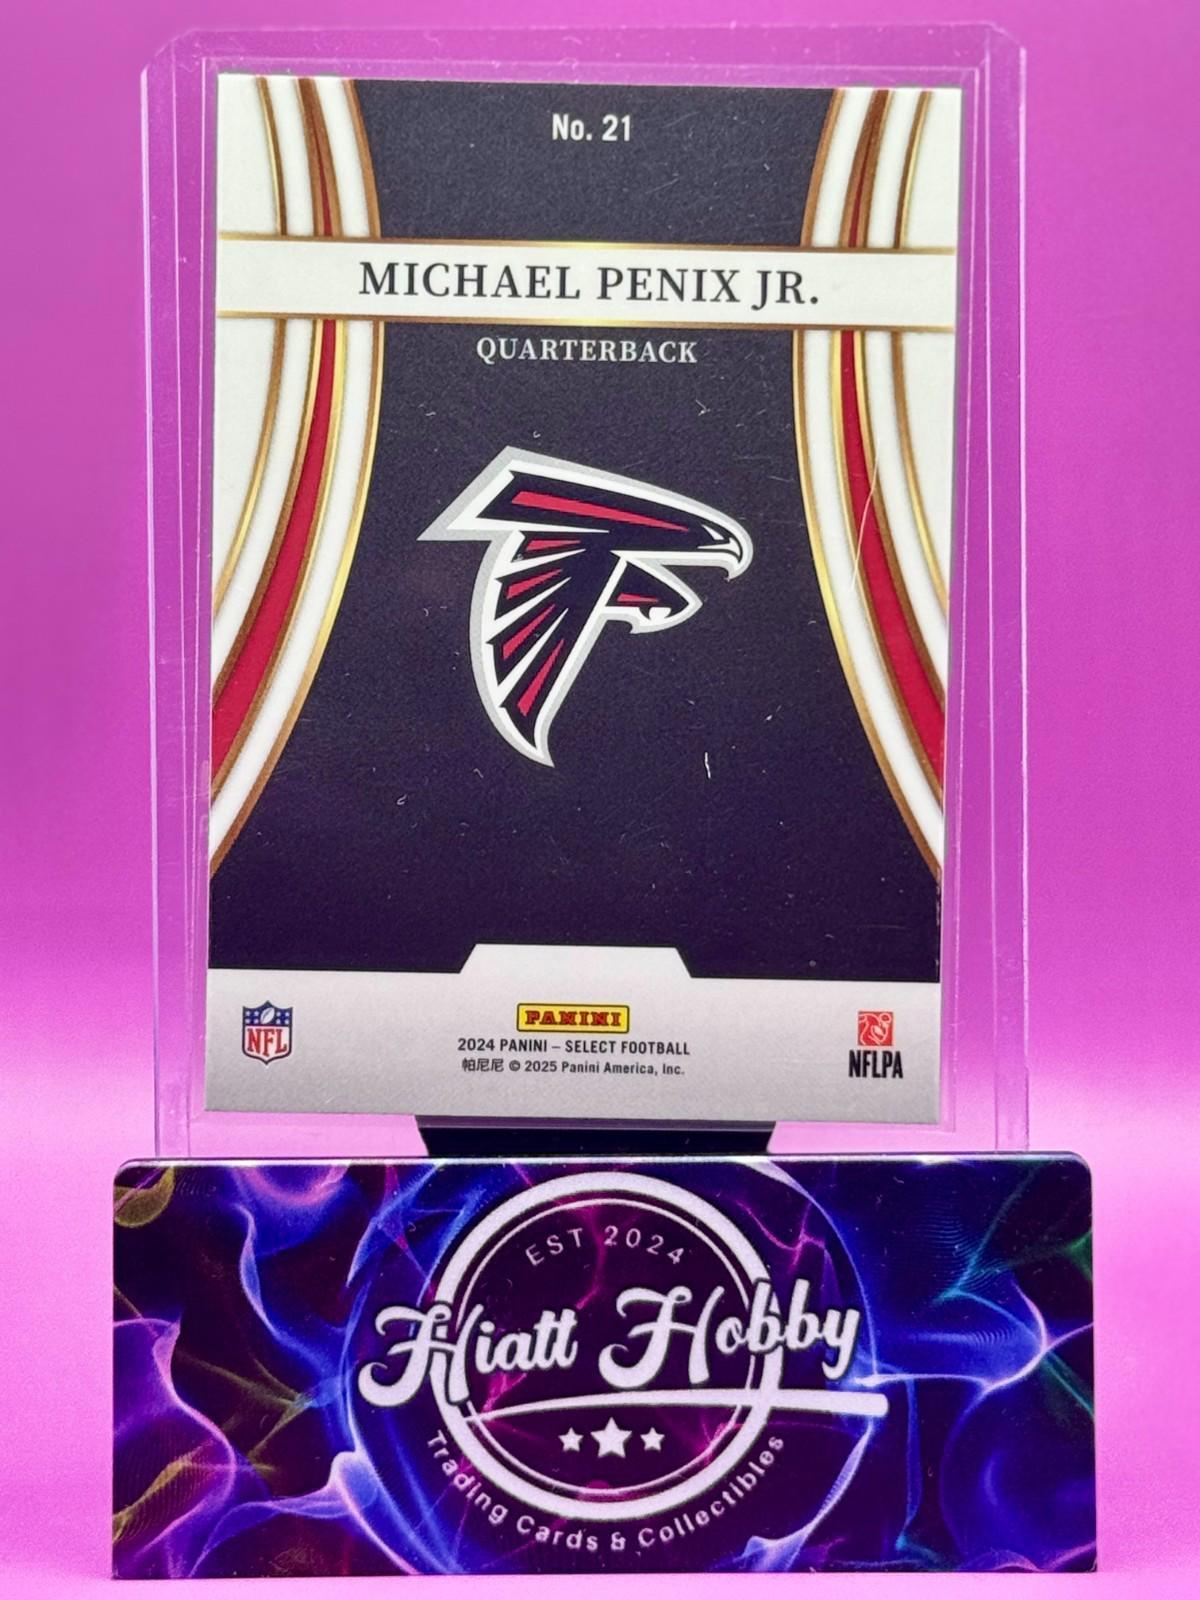 No. 21
MICHAEL PENIX JR.
QUARTERBACK
NFL
PANINI
2024 PANINI – SELECT FOOTBALL
帕尼尼 © 2025 Panini America, Inc.
NFLPA
EST 2024
Hiatt Hobby
Trading Cards & Collectibles